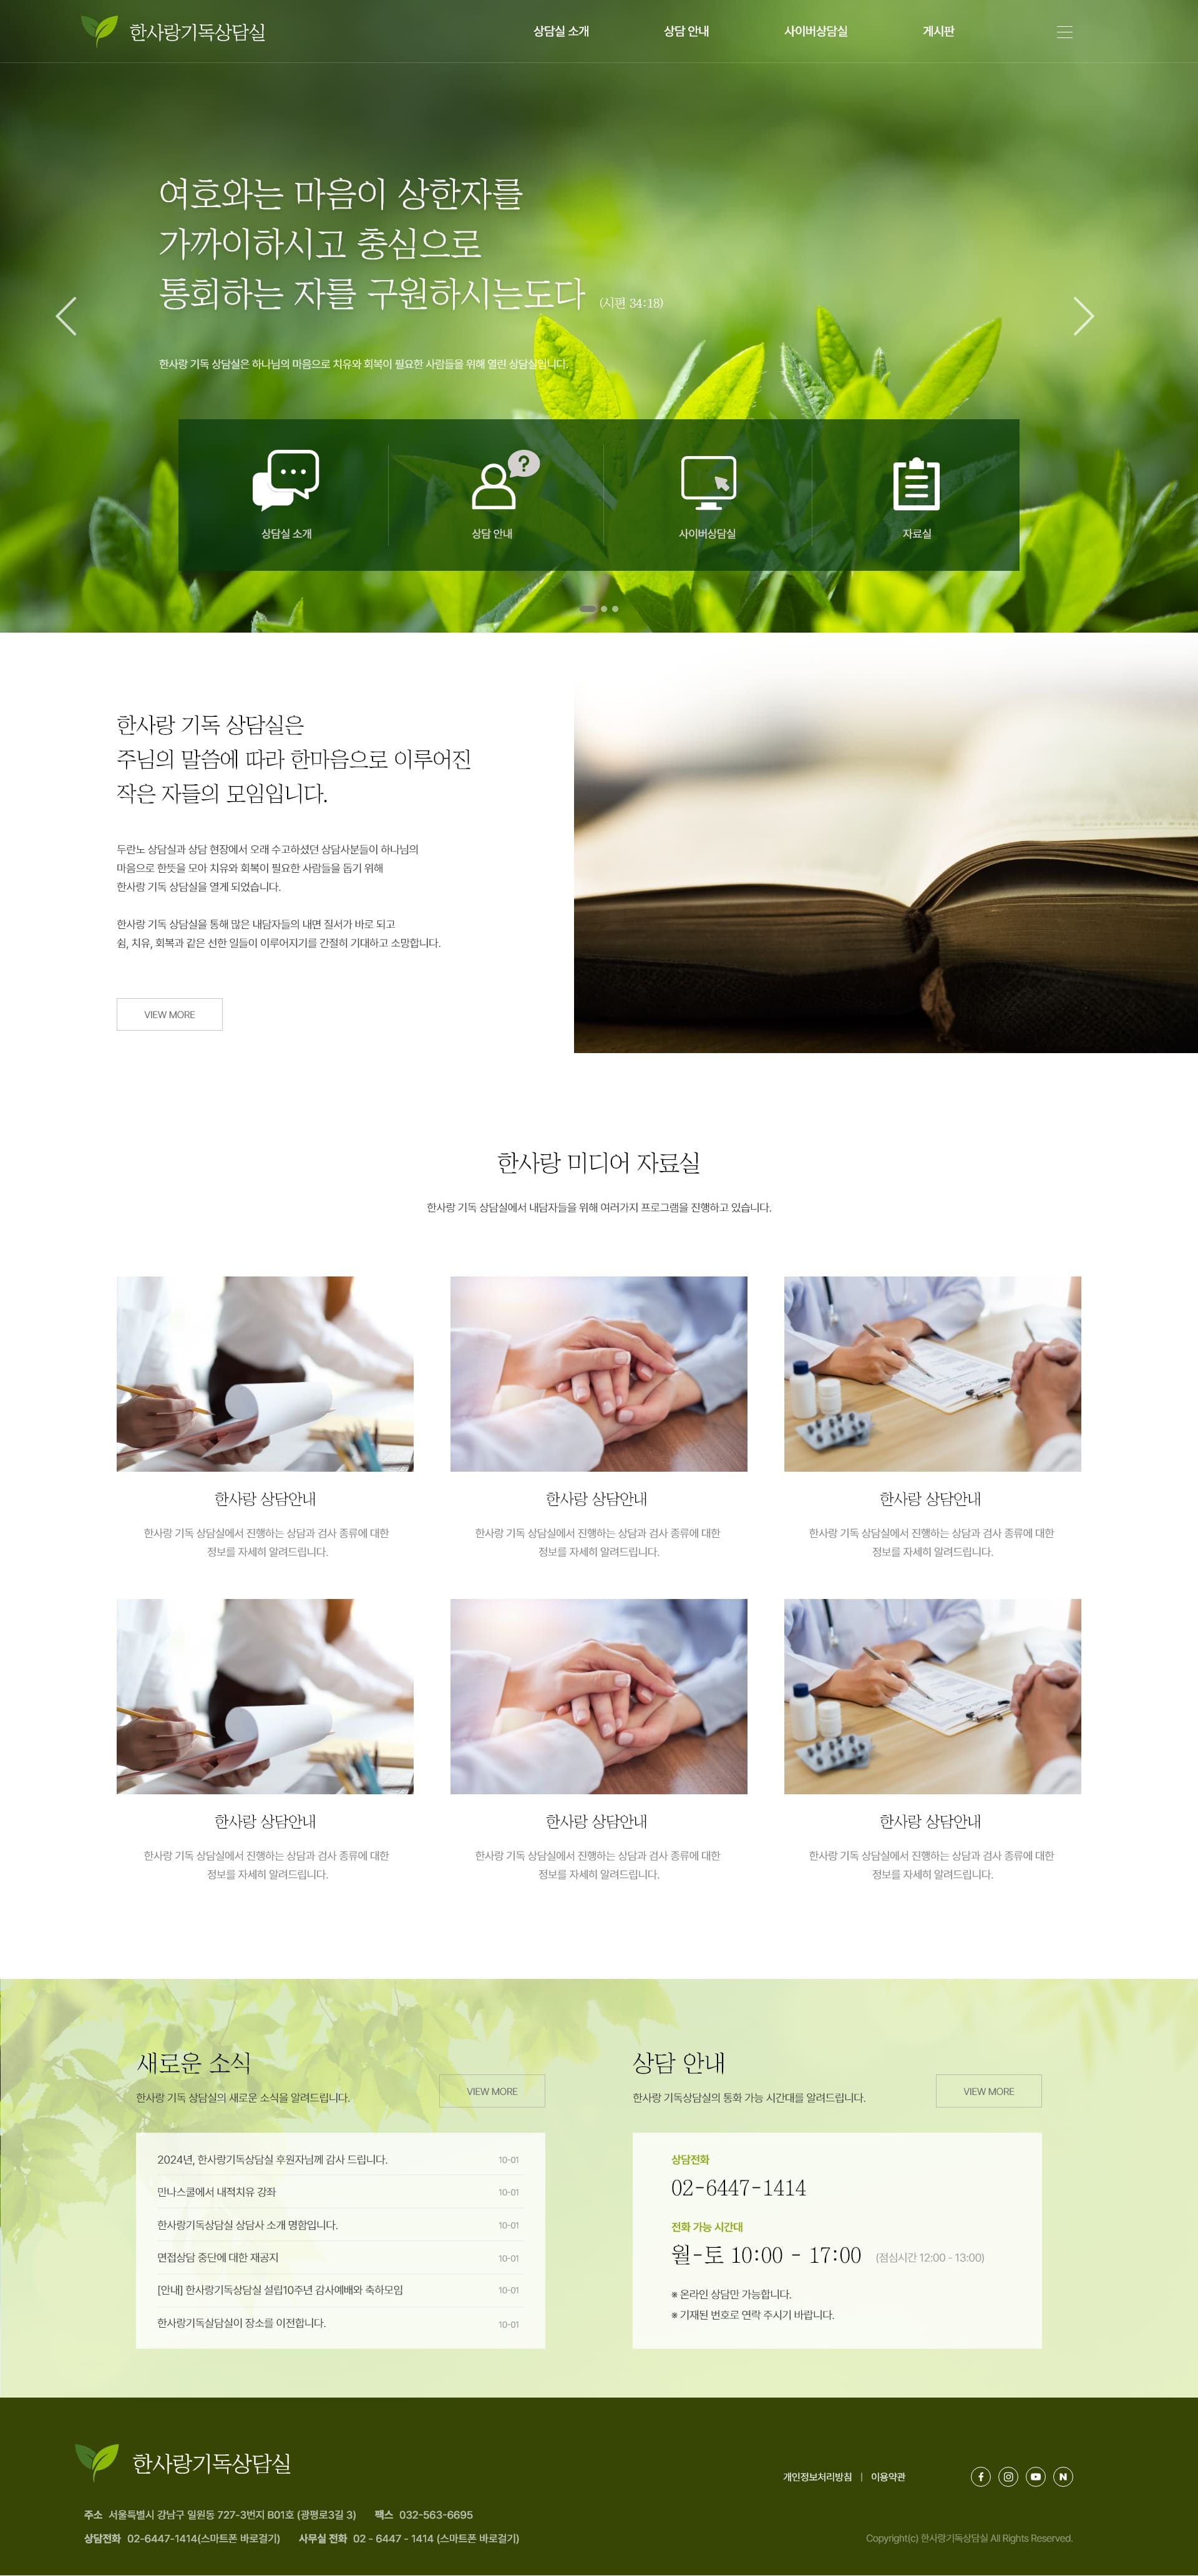 한사랑기독상담실
상담실 소개
상담 안내
사이버상담실
게시판
여호와는 마음이 상한자를
가까이하시고 충심으로
통회하는 자를 구원하시는도다 (시편 34:18)
한사랑 기독 상담실은 하나님의 마음으로 치유와 회복이 필요한 사람들을 위해 열린 상담실입니다.
?
상담실 소개
상담 안내
사이버상담실
자료실
한사랑 기독 상담실은
주님의 말씀에 따라 한마음으로 이루어진
작은 자들의 모임입니다.
두란노 상담실과 상담 현장에서 오래 수고하셨던 상담사분들이 하나님의
마음으로 한뜻을 모아 치유와 회복이 필요한 사람들을 돕기 위해
한사랑 기독 상담실을 열게 되었습니다.
한사랑 기독 상담실을 통해 많은 내담자들의 내면 질서가 바로 되고
쉼, 치유, 회복과 같은 선한 일들이 이루어지기를 간절히 기대하고 소망합니다.
VIEW MORE
한사랑 미디어 자료실
한사랑 기독 상담실에서 내담자들을 위해 여러가지 프로그램을 진행하고 있습니다.
한사랑 상담안내
한사랑 기독 상담실에서 진행하는 상담과 검사 종류에 대한
정보를 자세히 알려드립니다.
한사랑 상담안내
한사랑 기독 상담실에서 진행하는 상담과 검사 종류에 대한
정보를 자세히 알려드립니다.
한사랑 상담안내
한사랑 기독 상담실에서 진행하는 상담과 검사 종류에 대한
정보를 자세히 알려드립니다.
한사랑 상담안내
한사랑 기독 상담실에서 진행하는 상담과 검사 종류에 대한
정보를 자세히 알려드립니다.
한사랑 상담안내
한사랑 기독 상담실에서 진행하는 상담과 검사 종류에 대한
정보를 자세히 알려드립니다.
한사랑 상담안내
한사랑 기독 상담실에서 진행하는 상담과 검사 종류에 대한
정보를 자세히 알려드립니다.
새로운 소식
한사랑 기독 상담실의 새로운 소식을 알려드립니다.
VIEW MORE
2024년, 한사랑기독상담실 후원자님께 감사 드립니다. 10-01
만나스쿨에서 내적치유 강좌 10-01
한사랑기독상담실 상담사 소개 명함입니다. 10-01
면접상담 중단에 대한 재공지 10-01
[안내] 한사랑기독상담실 설립10주년 감사예배와 축하모임 10-01
한사랑기독실담실이 장소를 이전합니다. 10-01
상담 안내
한사랑 기독상담실의 통화 가능 시간대를 알려드립니다.
VIEW MORE
상담전화
02-6447-1414
전화 가능 시간대
월-토 10:00 - 17:00 (점심시간 12:00 - 13:00)
※ 온라인 상담만 가능합니다.
※ 기재된 번호로 연락 주시기 바랍니다.
한사랑기독상담실
개인정보처리방침 | 이용약관
주소 서울특별시 강남구 일원동 727-3번지 B01호 (광평로3길 3) 팩스 032-563-6695
상담전화 02-6447-1414(스마트폰 바로걸기) 사무실 전화 02 - 6447 - 1414 (스마트폰 바로걸기)
Copyright(c) 한사랑기독상담실 All Rights Reserved.